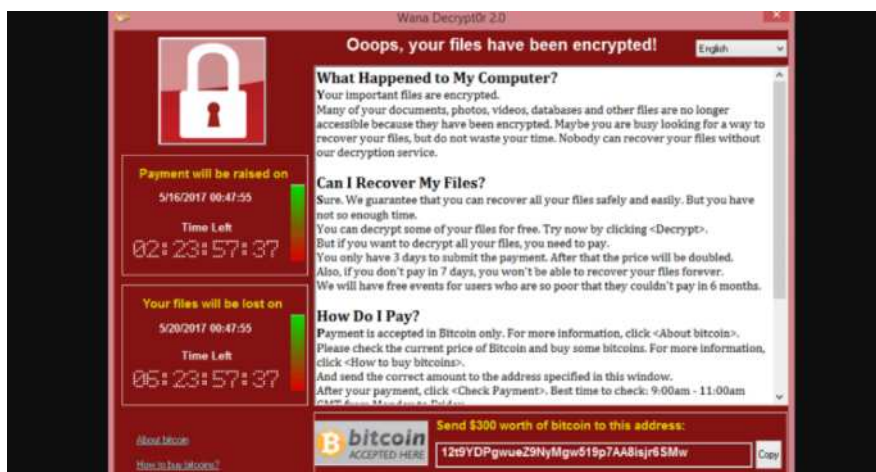 Wana Decrypt0r 2.0
Ooops, your files have been encrypted!
English
What Happened to My Computer?
Your important files are encrypted.
Many of your documents, photos, videos, databases and other files are no longer
accessible because they have been encrypted. Maybe you are busy looking for a way to
recover your files, but do not waste your time. Nobody can recover your files without
our decryption service.
Can I Recover My Files?
Sure. We guarantee that you can recover all your files safely and easily. But you have
not so enough time.
You can decrypt some of your files for free. Try now by clicking <Decrypt>.
But if you want to decrypt all your files, you need to pay.
You only have 3 days to submit the payment. After that the price will be doubled.
Also, if you don't pay in 7 days, you won't be able to recover your files forever.
We will have free events for users who are so poor that they couldn't pay in 6 months.
How Do I Pay?
Payment is accepted in Bitcoin only. For more information, click <About bitcoin>.
Please check the current price of Bitcoin and buy some bitcoins. For more information,
click <How to buy bitcoins>.
And send the correct amount to the address specified in this window.
After your payment, click <Check Payment>. Best time to check: 9:00am - 11:00am
GMT from Monday to Friday
Payment will be raised on
5/16/2017 00:47:55
Time Left
02:23:57:37
Your files will be lost on
5/20/2017 00:47:55
Time Left
06:23:57:37
About bitcoin
How to buy bitcoins?
bitcoin
ACCEPTED HERE
Send $300 worth of bitcoin to this address:
12t9YDPgwueZ9NyMgw519p7AA8isjr6SMw
Copy